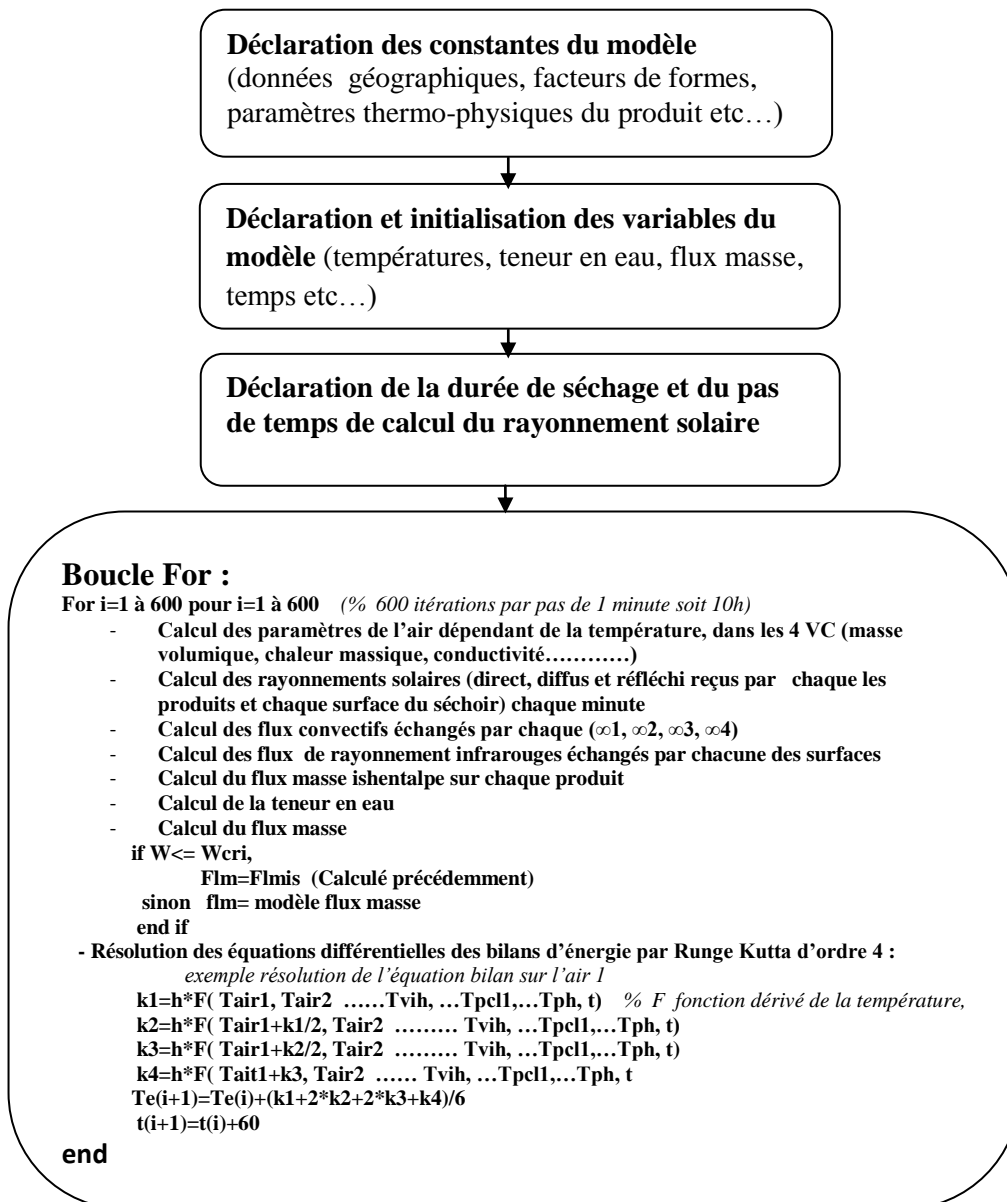 Déclaration des constantes du modèle
(données géographiques, facteurs de formes,
paramètres thermo-physiques du produit etc…)
Déclaration et initialisation des variables du
modèle (températures, teneur en eau, flux masse,
temps etc…)
Déclaration de la durée de séchage et du pas
de temps de calcul du rayonnement solaire
Boucle For :
For i=1 à 600 pour i=1 à 600 (% 600 itérations par pas de 1 minute soit 10h)
- Calcul des paramètres de l'air dépendant de la température, dans les 4 VC (masse
volumique, chaleur massique, conductivité…………)
- Calcul des rayonnements solaires (direct, diffus et réfléchi reçus par chaque les
produits et chaque surface du séchoir) chaque minute
- Calcul des flux convectifs échangés par chaque (∞1, ∞2, ∞3, ∞4)
- Calcul des flux de rayonnement infrarouges échangés par chacune des surfaces
- Calcul du flux masse ishentalpe sur chaque produit
- Calcul de la teneur en eau
- Calcul du flux masse
if W<= Wcri,
Flm=Flmis (Calculé précédemment)
sinon flm= modèle flux masse
end if
- Résolution des équations différentielles des bilans d'énergie par Runge Kutta d'ordre 4 :
exemple résolution de l'équation bilan sur l'air 1
k1=h*F( Tair1, Tair2 ……Tvih, …Tpcl1,…Tph, t) % F fonction dérivé de la température,
k2=h*F( Tair1+k1/2, Tair2 ……… Tvih, …Tpcl1,…Tph, t)
k3=h*F( Tair1+k2/2, Tair2 ……… Tvih, …Tpcl1,…Tph, t)
k4=h*F( Tait1+k3, Tair2 …… Tvih, …Tpcl1,…Tph, t
Te(i+1)=Te(i)+(k1+2*k2+2*k3+k4)/6
t(i+1)=t(i)+60
end